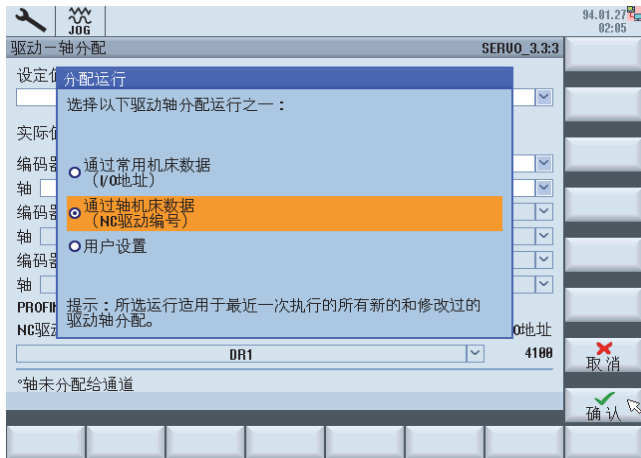 JOG
94.01.27
02:05
驱动－轴分配
SERVO_3.3:3
设定值
分配运行
选择以下驱动轴分配运行之一：
实际值
编码器
通过常用机床数据
（I/O地址）
轴
编码器
通过轴机床数据
（NC驱动编号）
轴
用户设置
编码器
轴
提示：所选运行适用于最近一次执行的所有新的和修改过的
驱动轴分配。
PROFI
NC驱动
O地址
DR1
4100
°轴未分配给通道
取消
确认